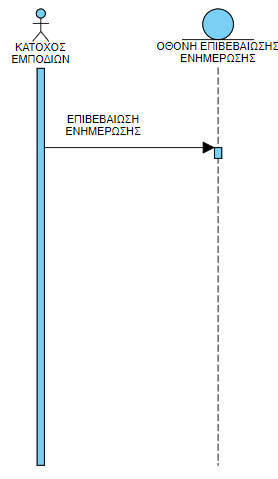 ΚΑΤΟΧΟΣ
ΕΜΠΟΔΙΩΝ
ΟΘΟΝΗ ΕΠΙΒΕΒΑΙΩΣΗΣ
ΕΝΗΜΕΡΩΣΗΣ
ΕΠΙΒΕΒΑΙΩΣΗ
ΕΝΗΜΕΡΩΣΗΣ